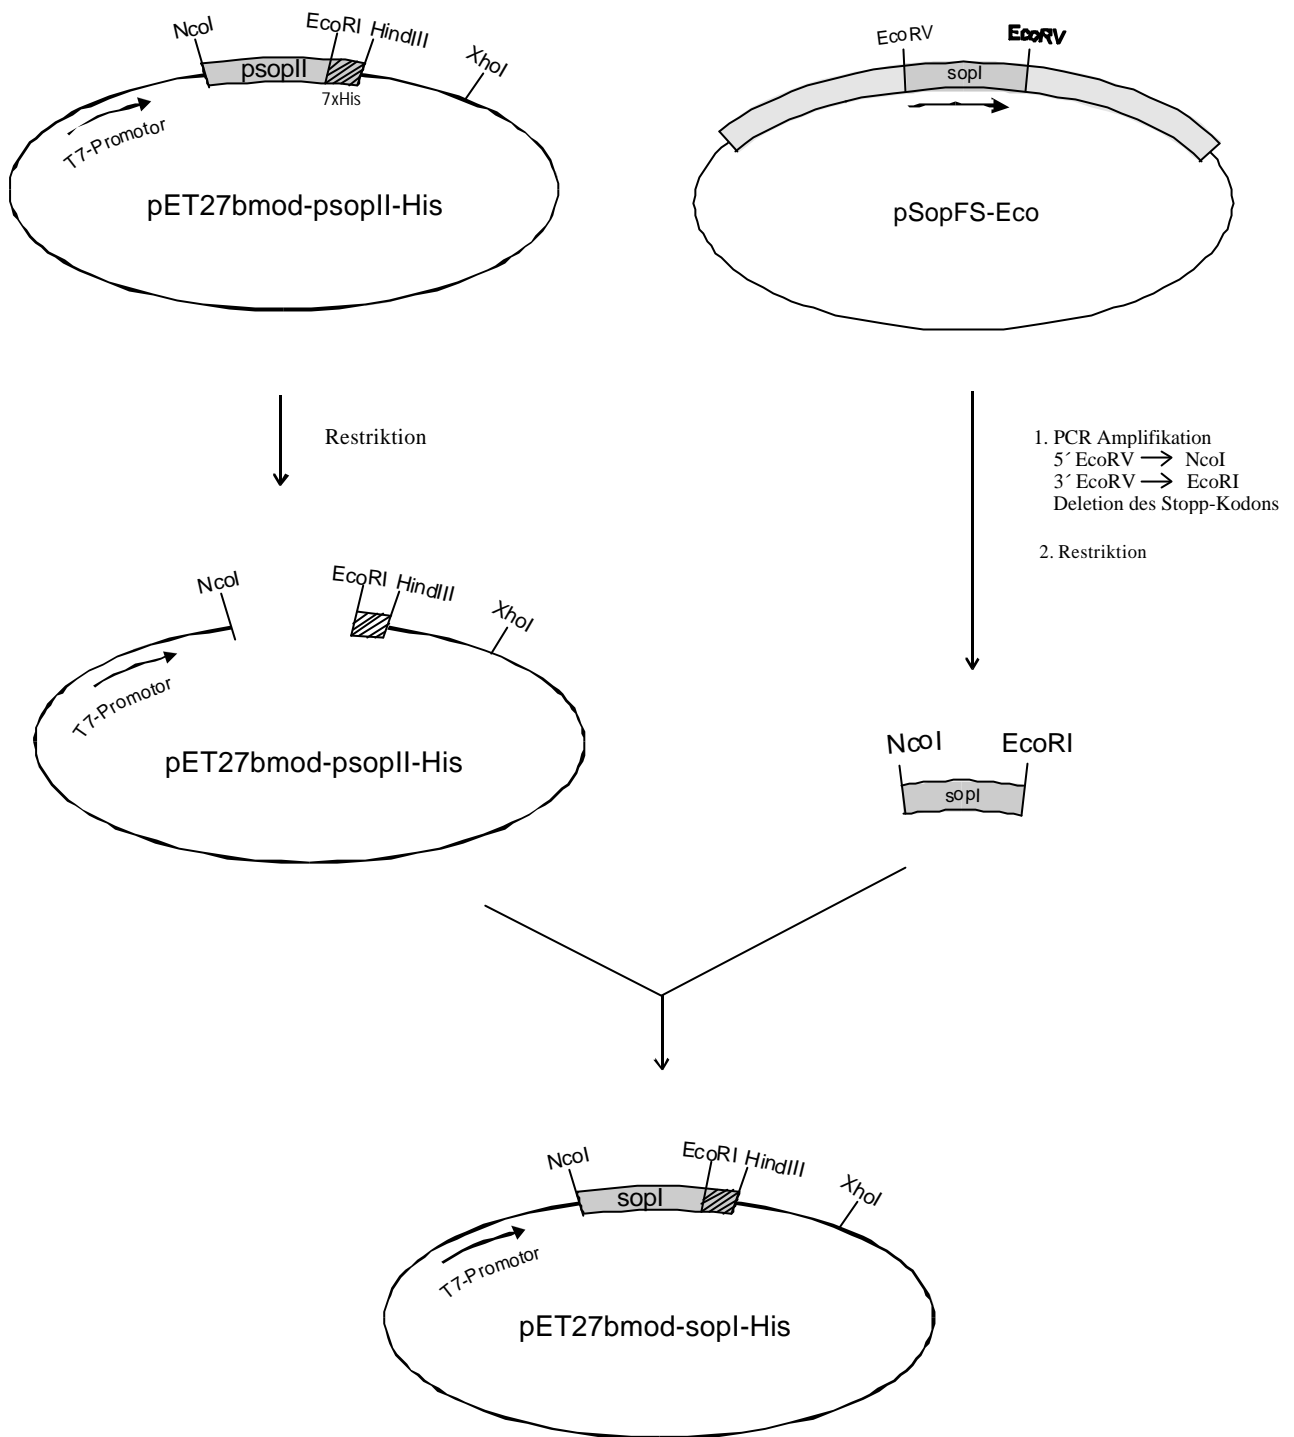 NcoI
EcoRI
HindIII
XhoI
psopII
7xHis
T7-Promotor
pET27bmod-psopII-His
EcoRV
EcoRV
sopI
pSopFS-Eco
Restriktion
1. PCR Amplifikation
5´ EcoRV → NcoI
3´ EcoRV → EcoRI
Deletion des Stopp-Kodons
2. Restriktion
NcoI
EcoRI
HindIII
XhoI
T7-Promotor
pET27bmod-psopII-His
NcoI
EcoRI
sopI
NcoI
EcoRI
HindIII
XhoI
sopI
T7-Promotor
pET27bmod-sopI-His